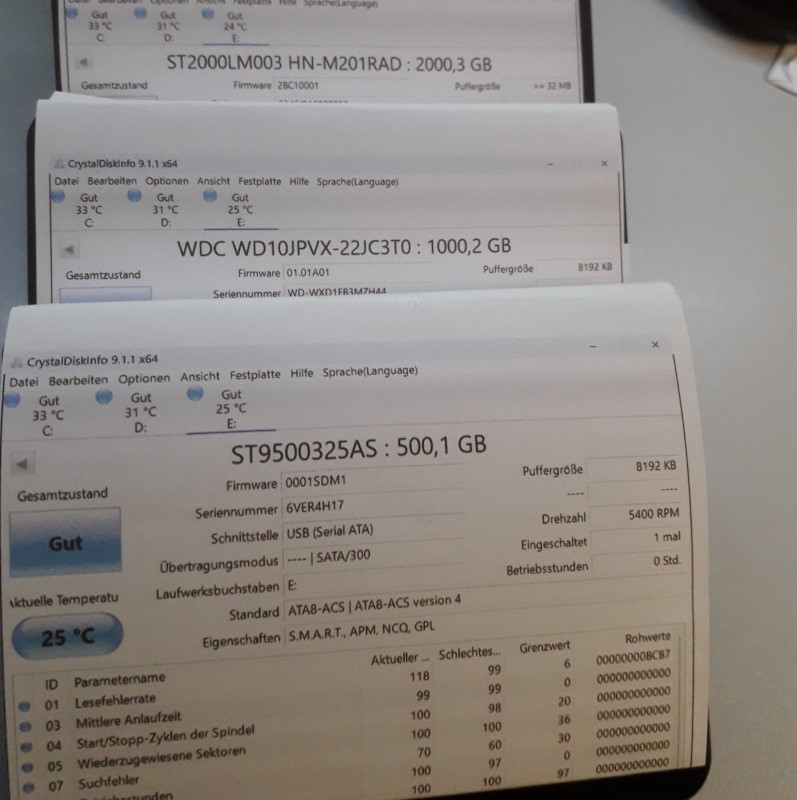 Gut Gut Gut
33 °C 31 °C 24 °C
C: D: E:
ST2000LM003 HN-M201RAD : 2000,3 GB
Gesamtzustand Firmware 2BC10001 Puffergröße >= 32 MB
CrystalDiskInfo 9.1.1 x64
Datei Bearbeiten Optionen Ansicht Festplatte Hilfe Sprache(Language)
Gut Gut Gut
33 °C 31 °C 25 °C
C: D: E:
WDC WD10JPVX-22JC3T0 : 1000,2 GB
Gesamtzustand Firmware 01.01A01 Puffergröße 8192 KB
Seriennummer
CrystalDiskInfo 9.1.1 x64
Datei Bearbeiten Optionen Ansicht Festplatte Hilfe Sprache(Language)
Gut Gut Gut
33 °C 31 °C 25 °C
C: D: E:
ST9500325AS : 500,1 GB
Gesamtzustand Firmware 0001SDM1 Puffergröße 8192 KB
Gut Seriennummer 6VER4H17 ---- ----
Schnittstelle USB (Serial ATA) Drehzahl 5400 RPM
Übertragungsmodus ---- | SATA/300 Eingeschaltet 1 mal
Aktuelle Temperatu Laufwerksbuchstaben E: Betriebsstunden 0 Std.
25 °C Standard ATA8-ACS | ATA8-ACS version 4
Eigenschaften S.M.A.R.T., APM, NCQ, GPL
ID Parametername Aktueller ... Schlechtes... Grenzwert Rohwerte
01 Lesefehlerrate 118 99 6 00000000BCB7
03 Mittlere Anlaufzeit 99 99 0 000000000000
04 Start/Stopp-Zyklen der Spindel 100 98 20 000000000000
05 Wiederzugewiesene Sektoren 100 100 36 000000000000
07 Suchfehler 70 60 30 000000000000
100 97 0 000000000000
100 100 97 000000000000